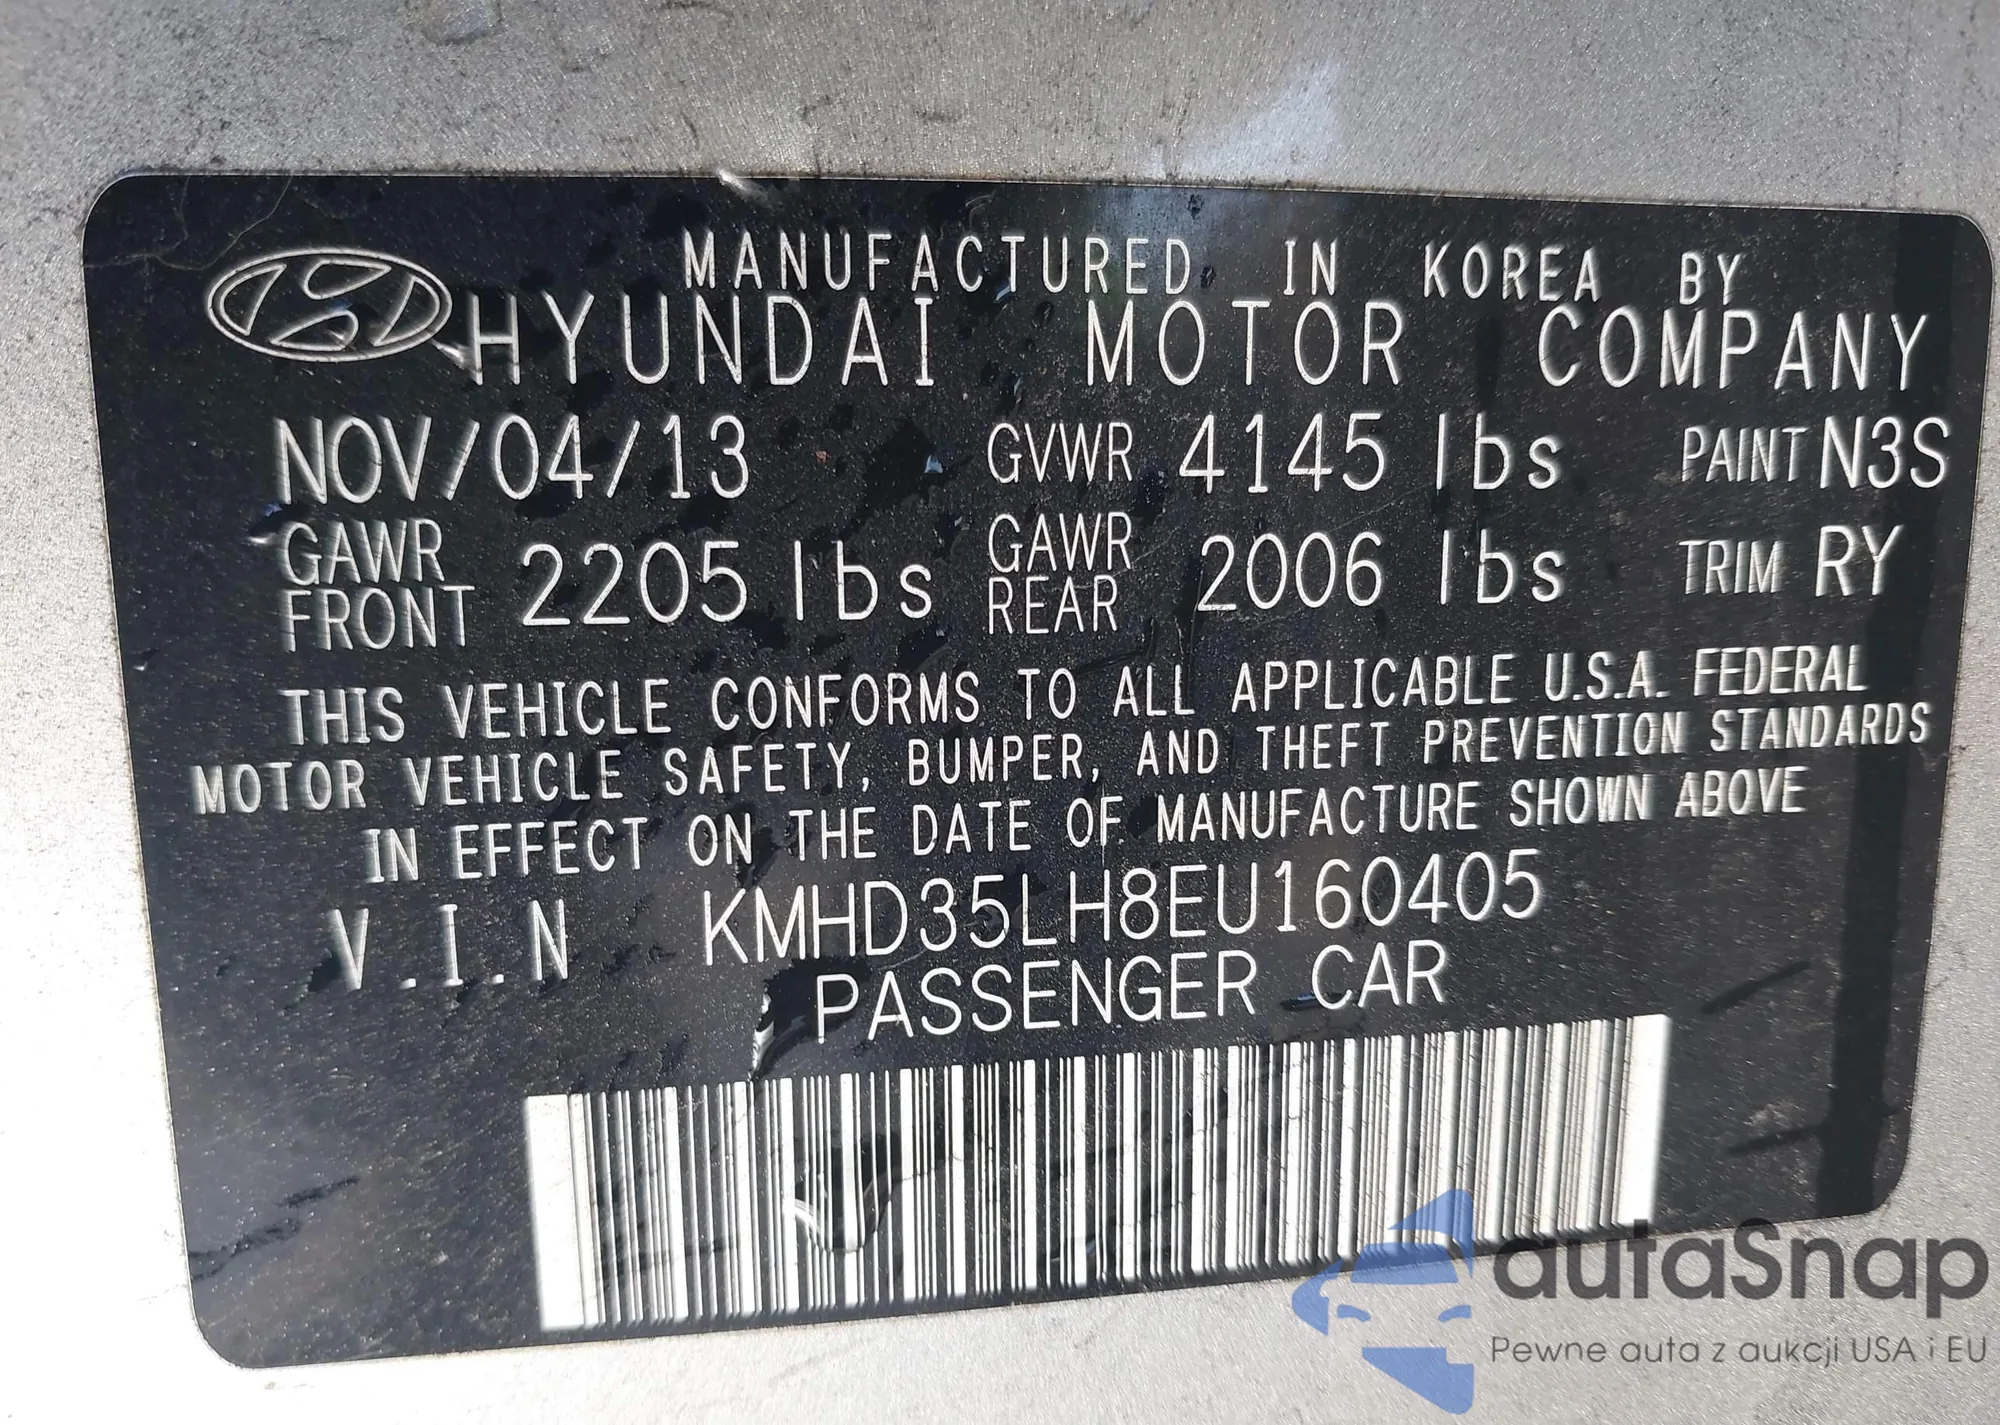 MANUFACTURED IN KOREA BY
HYUNDAI MOTOR COMPANY
NOV/04/13 GVWR 4145 lbs PAINT N3S
GAWR FRONT 2205 lbs GAWR REAR 2006 lbs TRIM RY
THIS VEHICLE CONFORMS TO ALL APPLICABLE U.S.A. FEDERAL
MOTOR VEHICLE SAFETY, BUMPER, AND THEFT PREVENTION STANDARDS
IN EFFECT ON THE DATE OF MANUFACTURE SHOWN ABOVE
V.I.N KMHD35LH8EU160405
PASSENGER CAR
autaSnap
Pewne auta z aukcji USA i EU